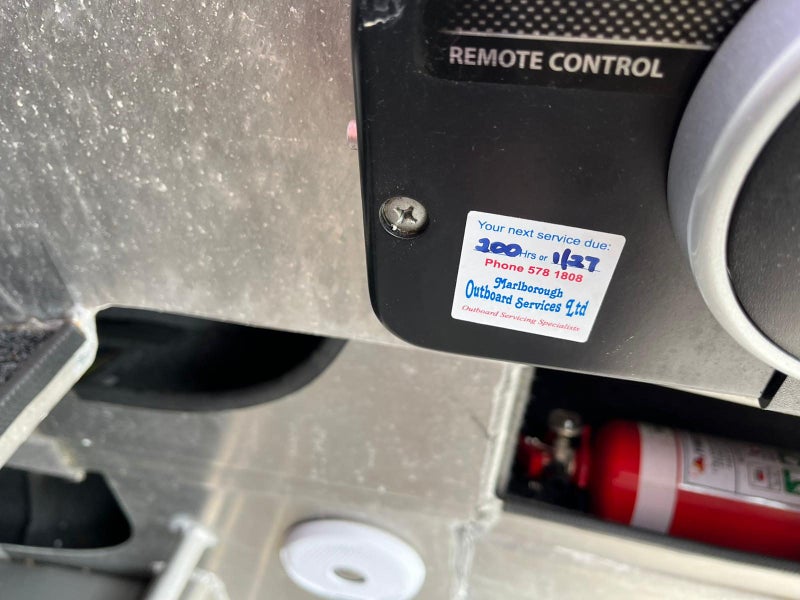 REMOTE CONTROL
Your next service due:
200 Hrs or 1/27
Phone 578 1808
Marlborough
Outboard Services Ltd
Outboard Servicing Specialists